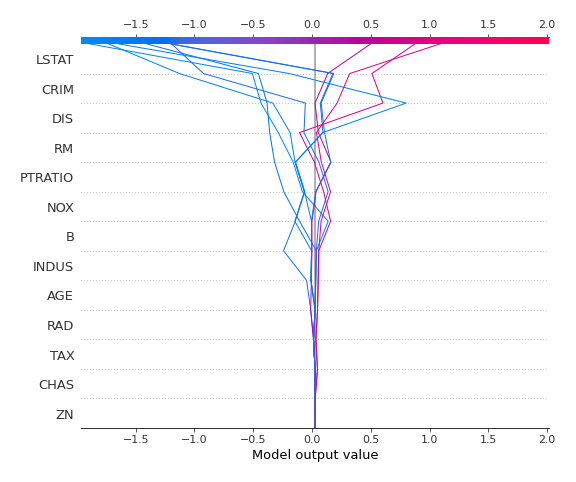 −1.5 −1.0 −0.5 0.0 0.5 1.0 1.5 2.0
LSTAT
CRIM
DIS
RM
PTRATIO
NOX
B
INDUS
AGE
RAD
TAX
CHAS
ZN
−1.5 −1.0 −0.5 0.0 0.5 1.0 1.5 2.0
Model output value